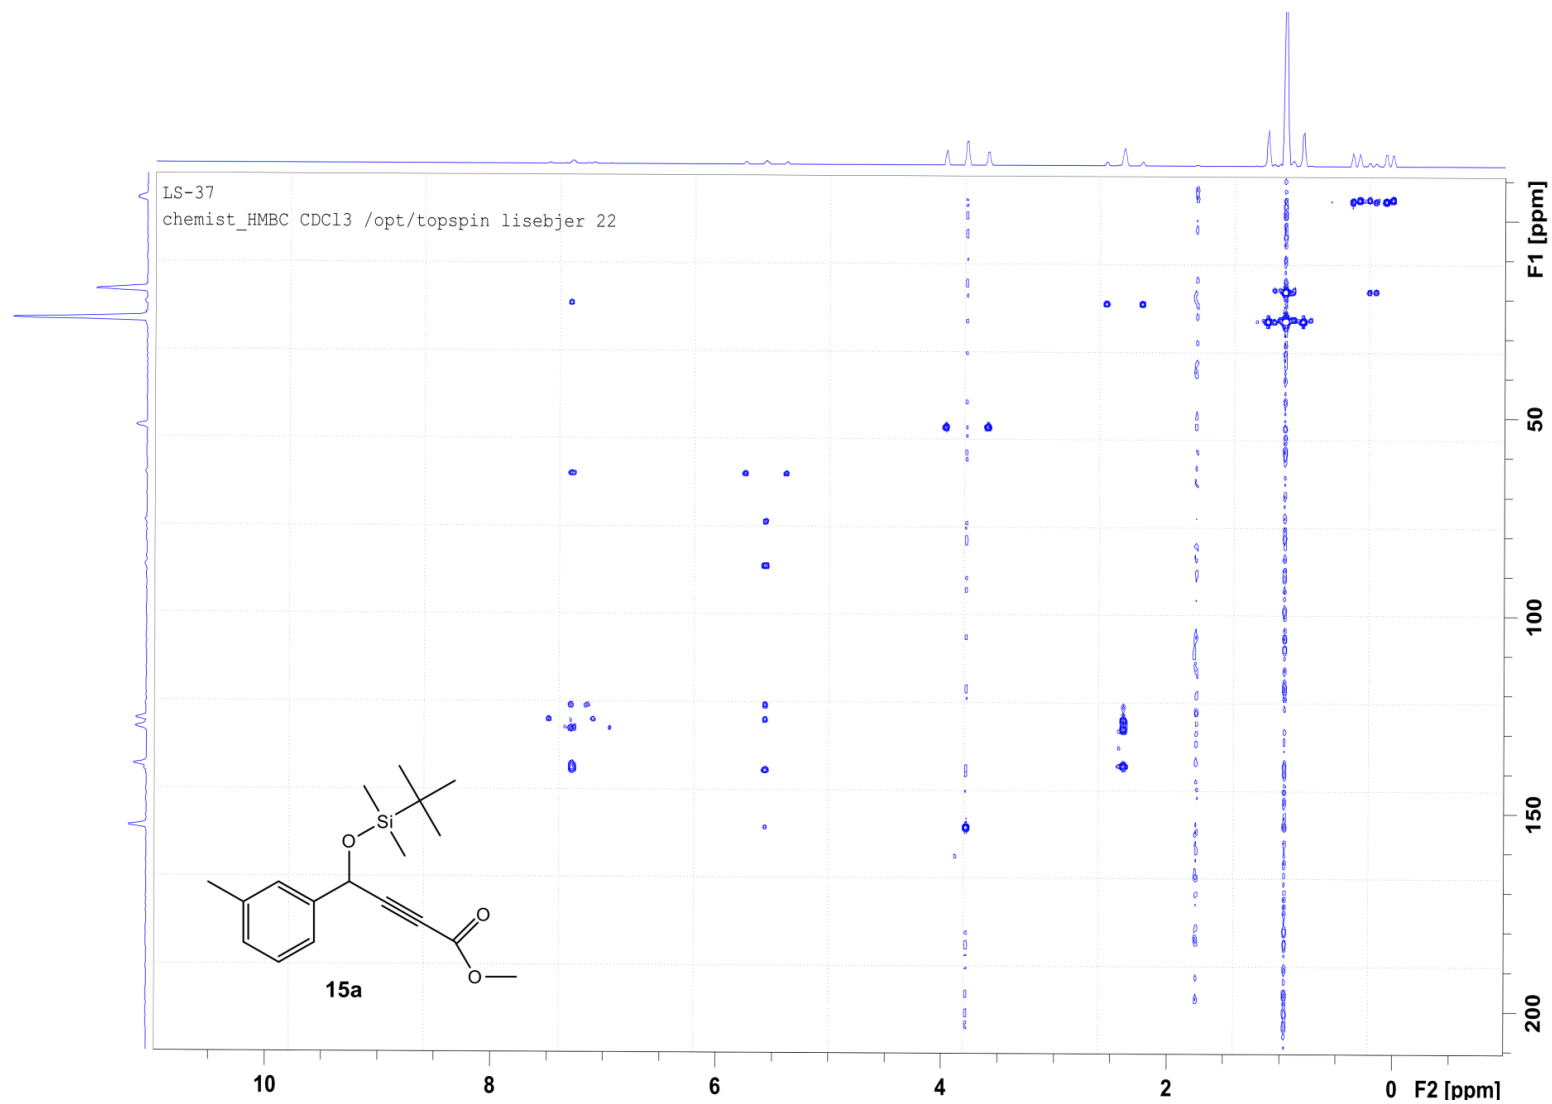 LS-37
chemist_HMBC CDCl3 /opt/topspin lisebjer 22
F1 [ppm]
50
100
150
200
Si
O
O
O
15a
10
8
6
4
2
0
F2 [ppm]